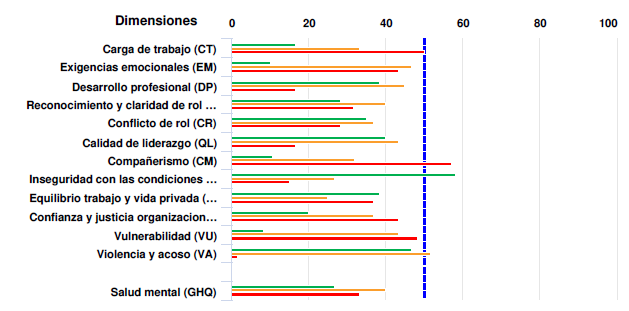 Dimensiones 0 20 40 60 80 100
Carga de trabajo (CT)
Exigencias emocionales (EM)
Desarrollo profesional (DP)
Reconocimiento y claridad de rol ...
Conflicto de rol (CR)
Calidad de liderazgo (QL)
Compañerismo (CM)
Inseguridad con las condiciones ...
Equilibrio trabajo y vida privada (...
Confianza y justicia organizacion...
Vulnerabilidad (VU)
Violencia y acoso (VA)
Salud mental (GHQ)